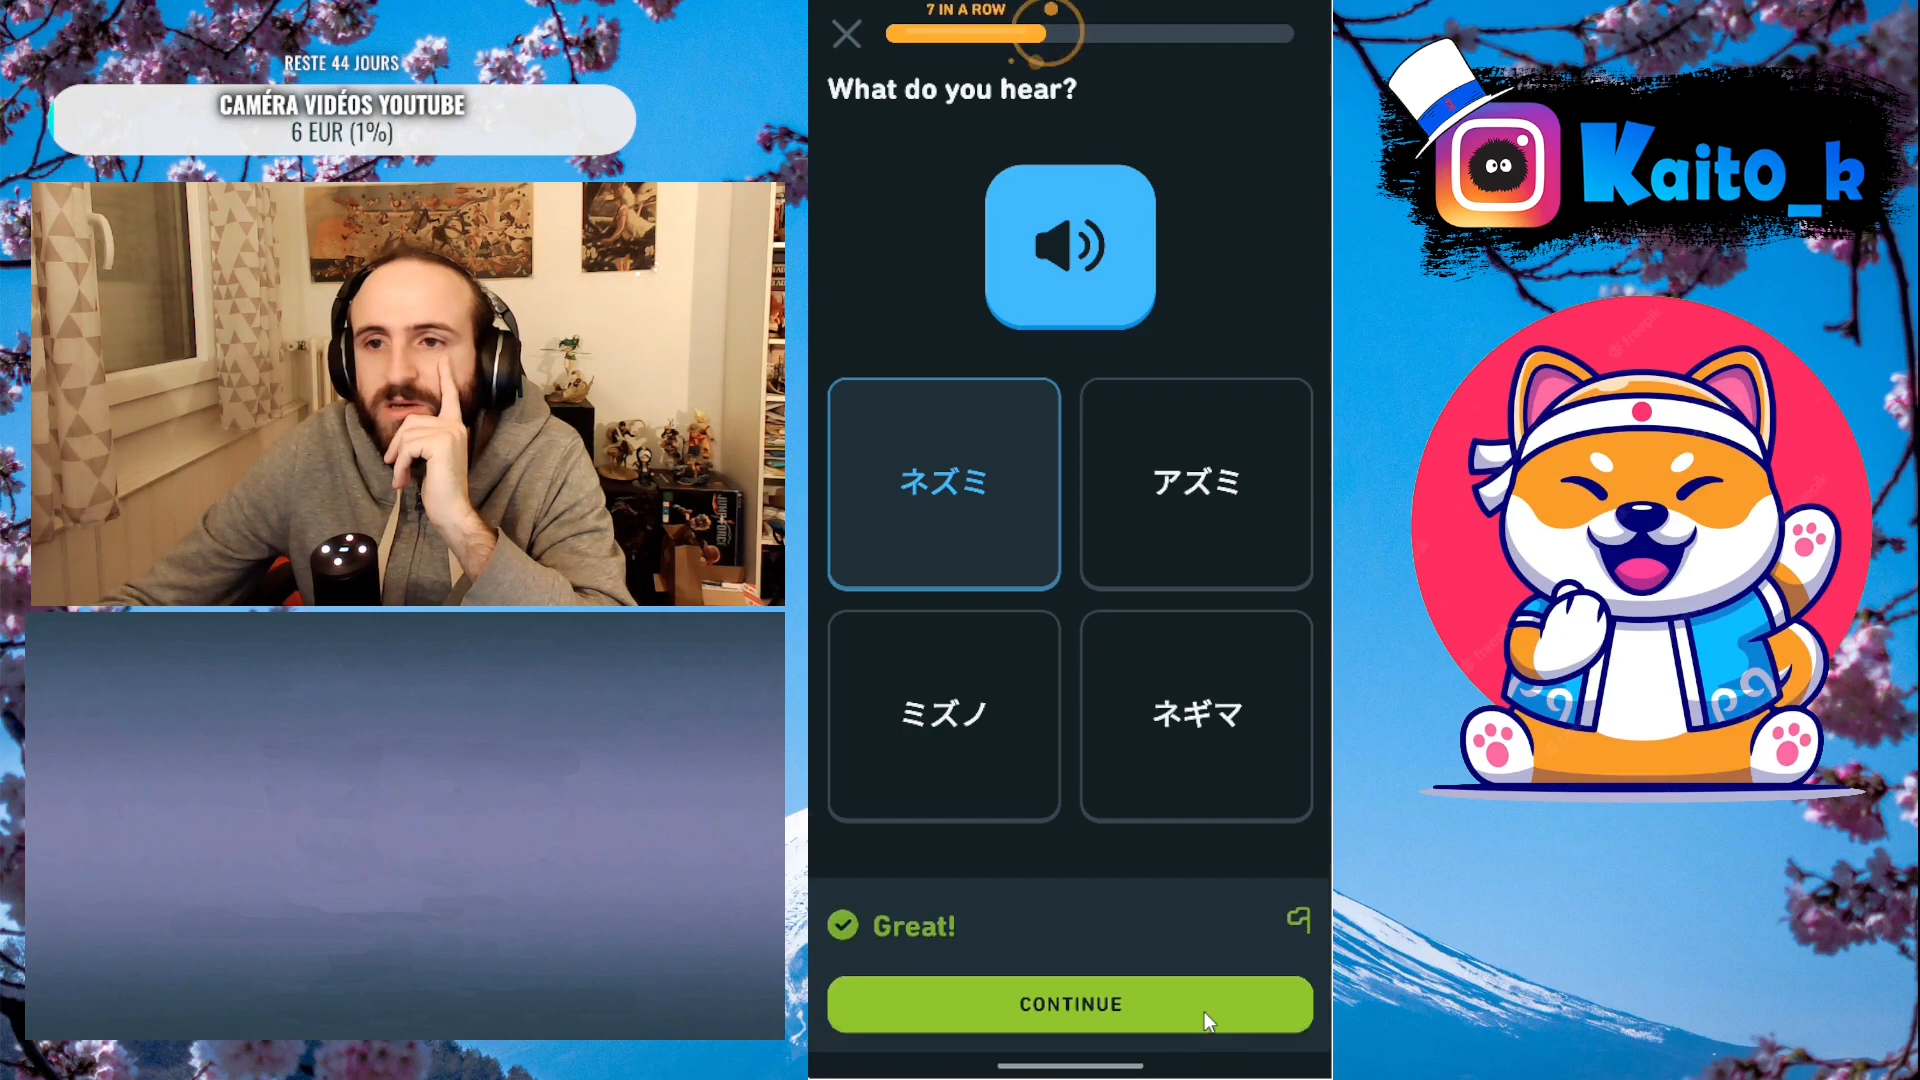 RESTE 44 JOURS
CAMÉRA VIDÉOS YOUTUBE
6 EUR (1%)
7 IN A ROW
What do you hear?
ネズミ
アズミ
ミズノ
ネギマ
Great!
CONTINUE
Kaito_k